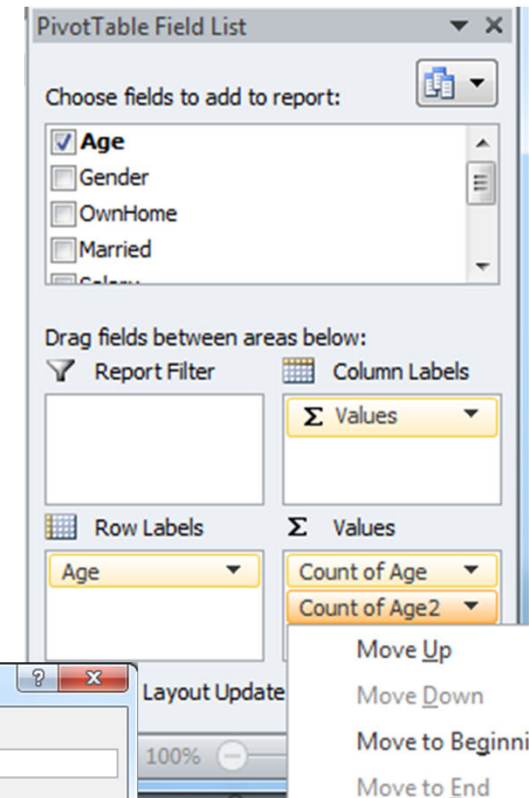 PivotTable Field List
Choose fields to add to report:
Age
Gender
OwnHome
Married
Salary
Drag fields between areas below:
Report Filter
Column Labels
Σ Values
Row Labels
Σ Values
Age
Count of Age
Count of Age2
Layout Update
100%
Move Up
Move Down
Move to Beginni
Move to End